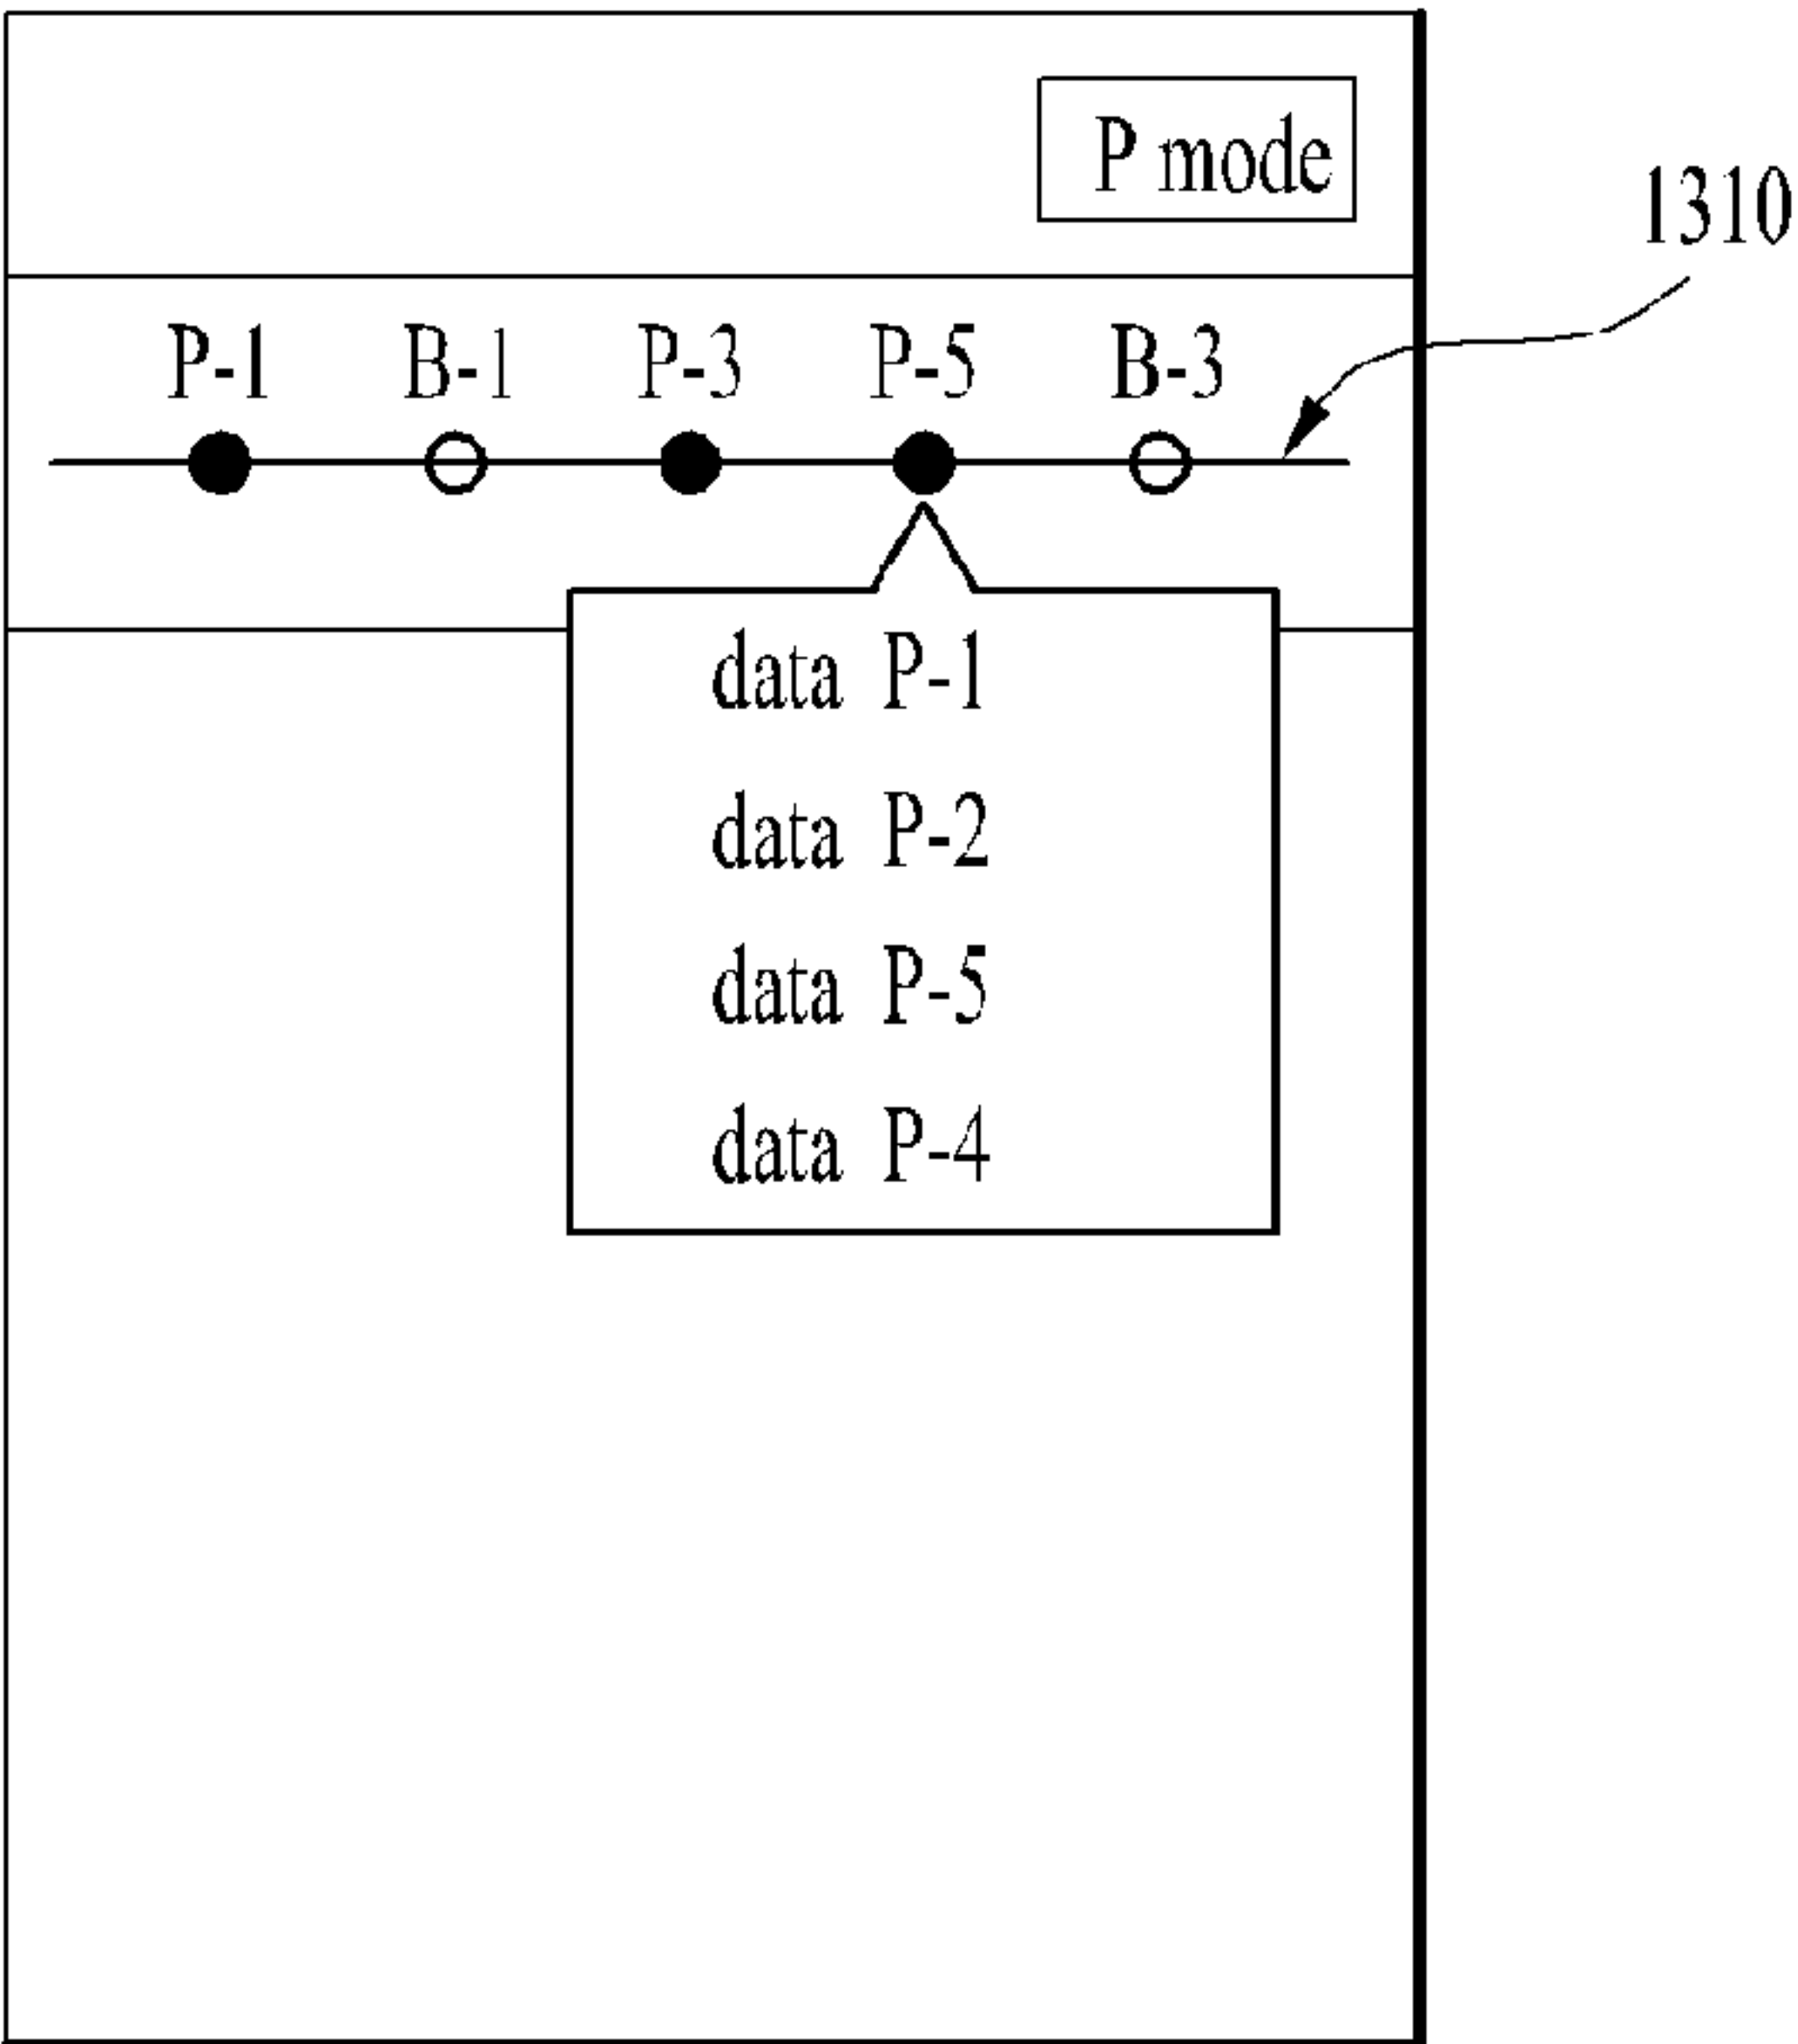 P mode
1310
P-1 B-1 P-3 P-5 B-3
data P-1
data P-2
data P-5
data P-4